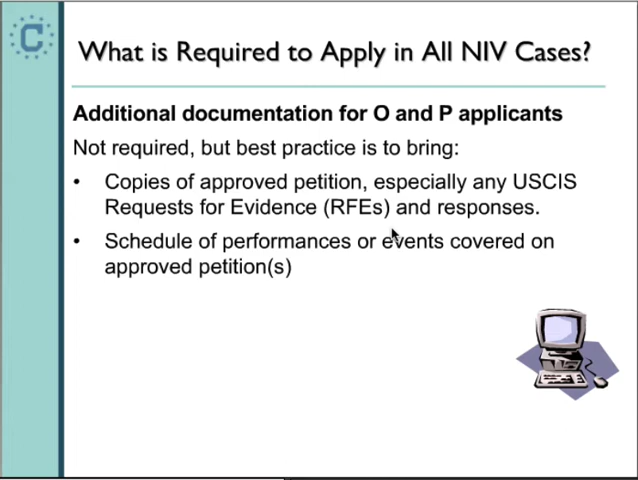 C
What is Required to Apply in All NIV Cases?
Additional documentation for O and P applicants
Not required, but best practice is to bring:
• Copies of approved petition, especially any USCIS
Requests for Evidence (RFEs) and responses.
• Schedule of performances or events covered on
approved petition(s)